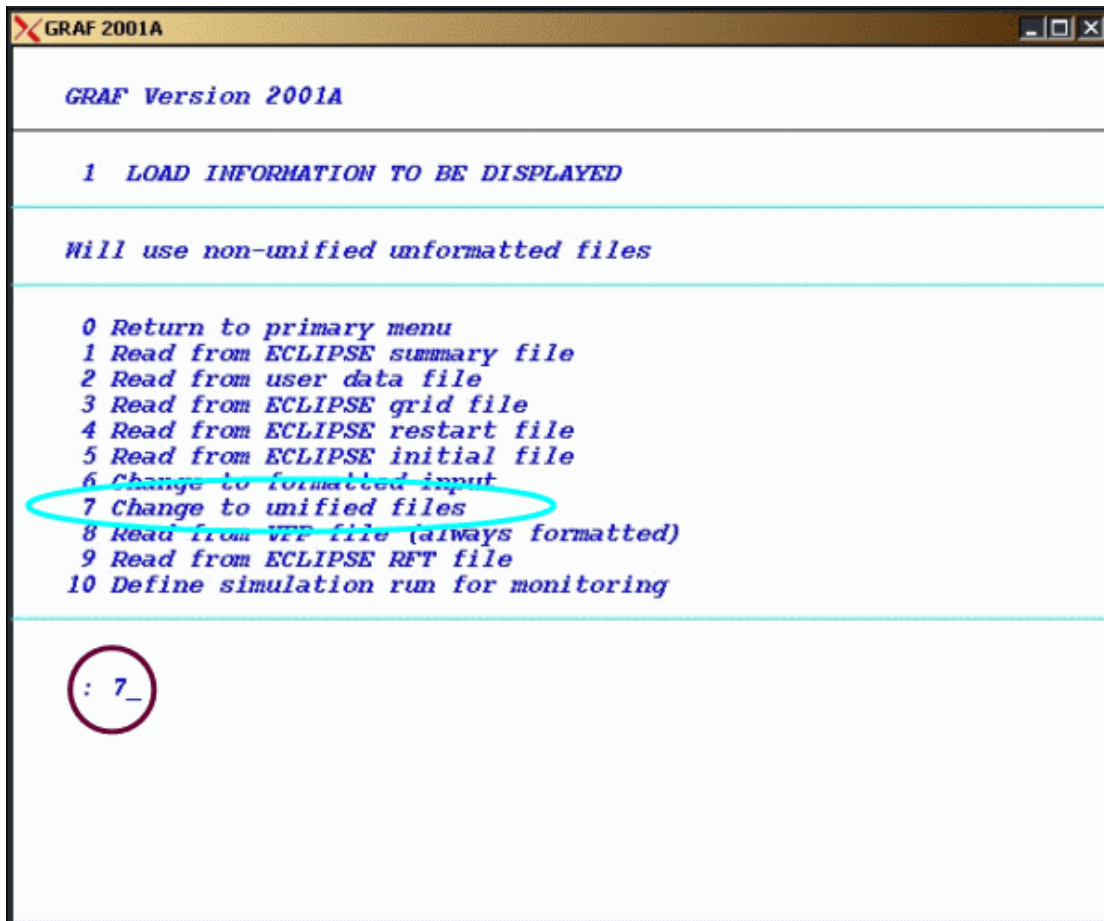 GRAF 2001A
GRAF Version 2001A
1 LOAD INFORMATION TO BE DISPLAYED
Will use non-unified unformatted files
0 Return to primary menu
1 Read from ECLIPSE summary file
2 Read from user data file
3 Read from ECLIPSE grid file
4 Read from ECLIPSE restart file
5 Read from ECLIPSE initial file
6 Change to formatted input
7 Change to unified files
8 Read from VFP file (always formatted)
9 Read from ECLIPSE RFT file
10 Define simulation run for monitoring
: 7_